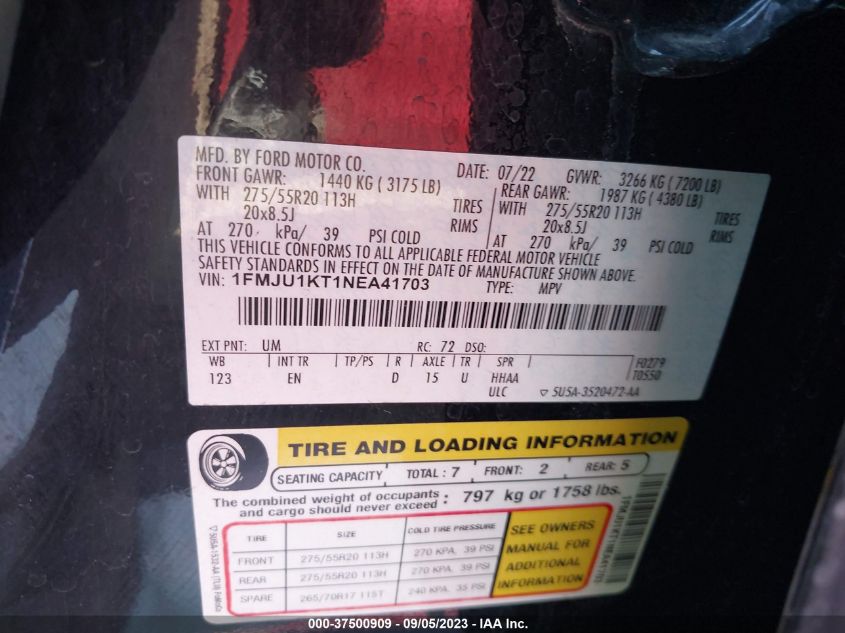 MFD. BY FORD MOTOR CO.
DATE: 07/22 GVWR: 3266 KG ( 7200 LB)
FRONT GAWR: 1440 KG ( 3175 LB) REAR GAWR: 1987 KG ( 4380 LB)
WITH 275/55R20 113H TIRES WITH 275/55R20 113H TIRES
20x8.5J RIMS 20x8.5J RIMS
AT 270 kPa/ 39 PSI COLD AT 270 kPa/ 39 PSI COLD
THIS VEHICLE CONFORMS TO ALL APPLICABLE FEDERAL MOTOR VEHICLE
SAFETY STANDARDS IN EFFECT ON THE DATE OF MANUFACTURE SHOWN ABOVE.
VIN: 1FMJU1KT1NEA41703 TYPE: MPV
EXT PNT: UM RC: 72 DSO:
WB INT TR TP/PS R AXLE TR SPR F0279
123 EN D 15 U HHAA T0550
ULC ▽ 5U5A-3520472-AA
TIRE AND LOADING INFORMATION
SEATING CAPACITY TOTAL : 7 FRONT: 2 REAR: 5
The combined weight of occupants and cargo should never exceed : 797 kg or 1758 lbs.
TIRE SIZE COLD TIRE PRESSURE
FRONT 275/55R20 113H 270 KPA, 39 PSI
REAR 275/55R20 113H 270 KPA, 39 PSI
SPARE 265/70R17 115T 240 KPA, 35 PSI
SEE OWNERS
MANUAL FOR
ADDITIONAL
INFORMATION
1FMJU1KT1NEA41703
000-37500909 - 09/05/2023 - IAAI.